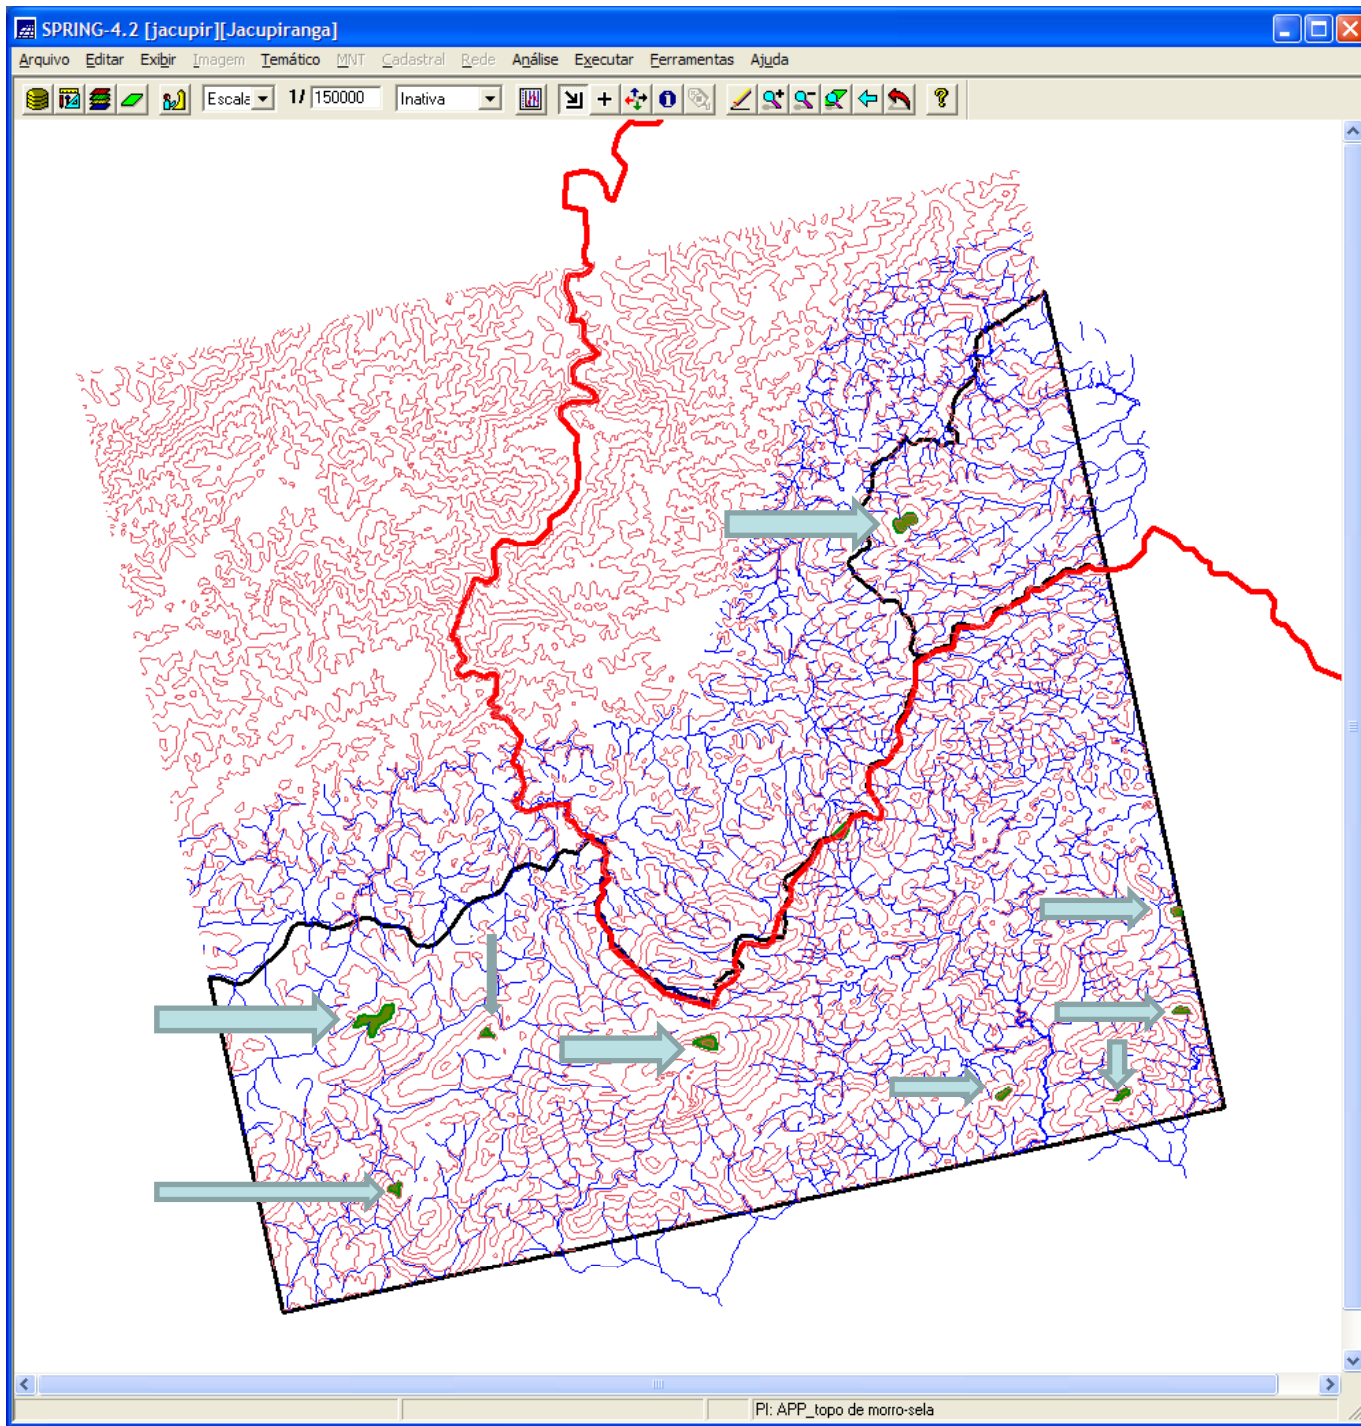 SPRING-4.2 [jacupir][Jacupiranga]
Arquivo Editar Exibir Imagem Temático MNT Cadastral Rede Análise Executar Ferramentas Ajuda
Escala 1/ 150000 Inativa
PI: APP_topo de morro-sela